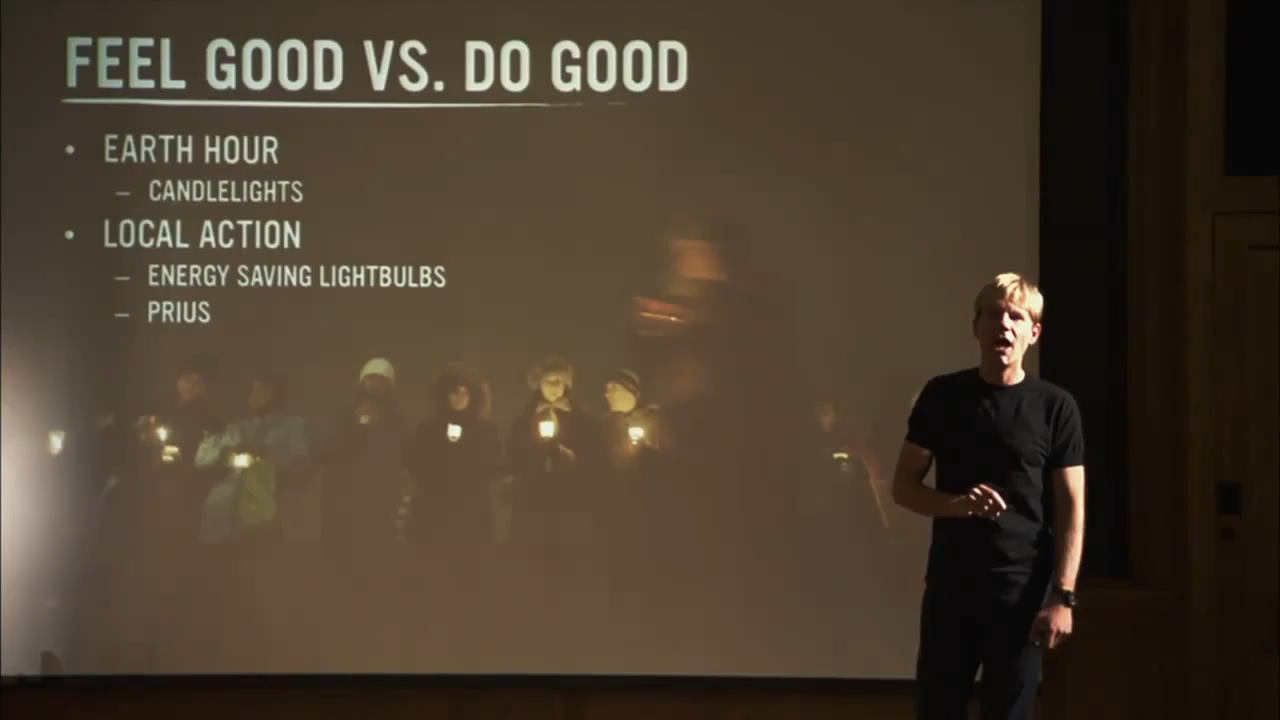 FEEL GOOD VS. DO GOOD
• EARTH HOUR
– CANDLELIGHTS
• LOCAL ACTION
– ENERGY SAVING LIGHTBULBS
– PRIUS